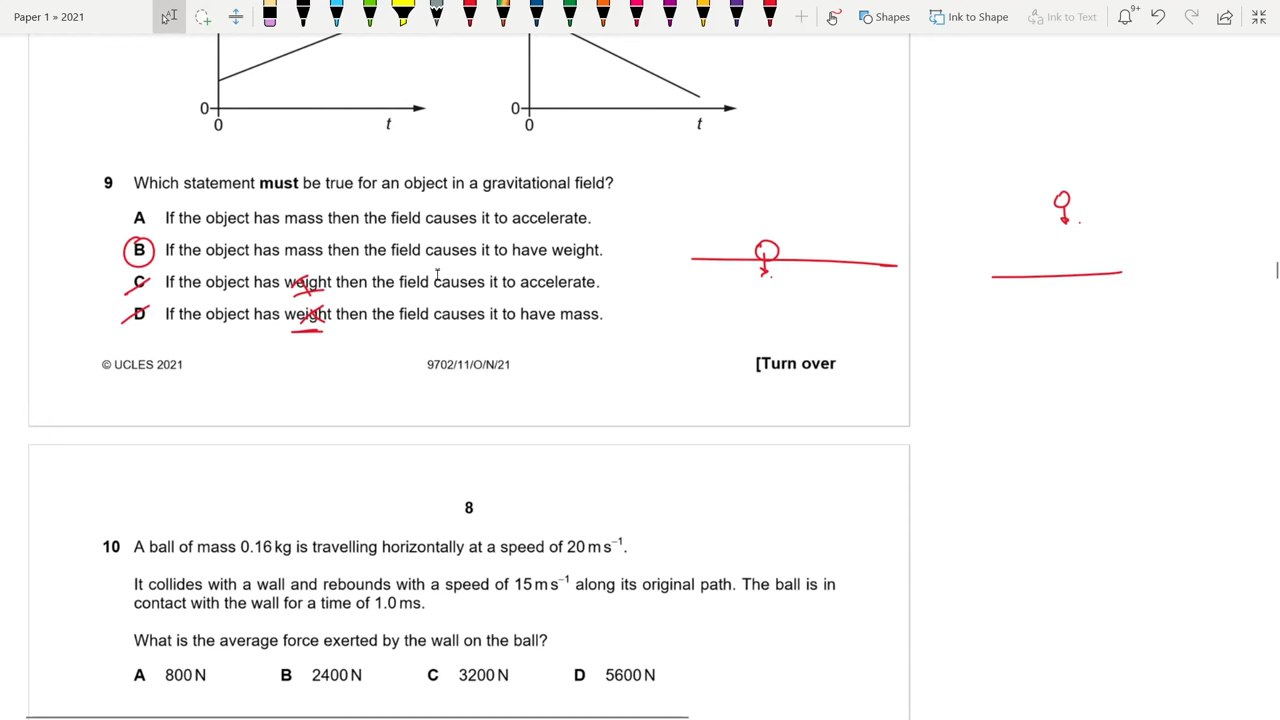 Paper 1 » 2021
Shapes
Ink to Shape
Ink to Text
9+
0
0
t
0
0
t
9 Which statement must be true for an object in a gravitational field?
A If the object has mass then the field causes it to accelerate.
B If the object has mass then the field causes it to have weight.
C If the object has weight then the field causes it to accelerate.
D If the object has weight then the field causes it to have mass.
© UCLES 2021
9702/11/O/N/21
[Turn over
8
10 A ball of mass 0.16 kg is travelling horizontally at a speed of 20 m s⁻¹.
It collides with a wall and rebounds with a speed of 15 m s⁻¹ along its original path. The ball is in
contact with the wall for a time of 1.0 ms.
What is the average force exerted by the wall on the ball?
A 800 N B 2400 N C 3200 N D 5600 N